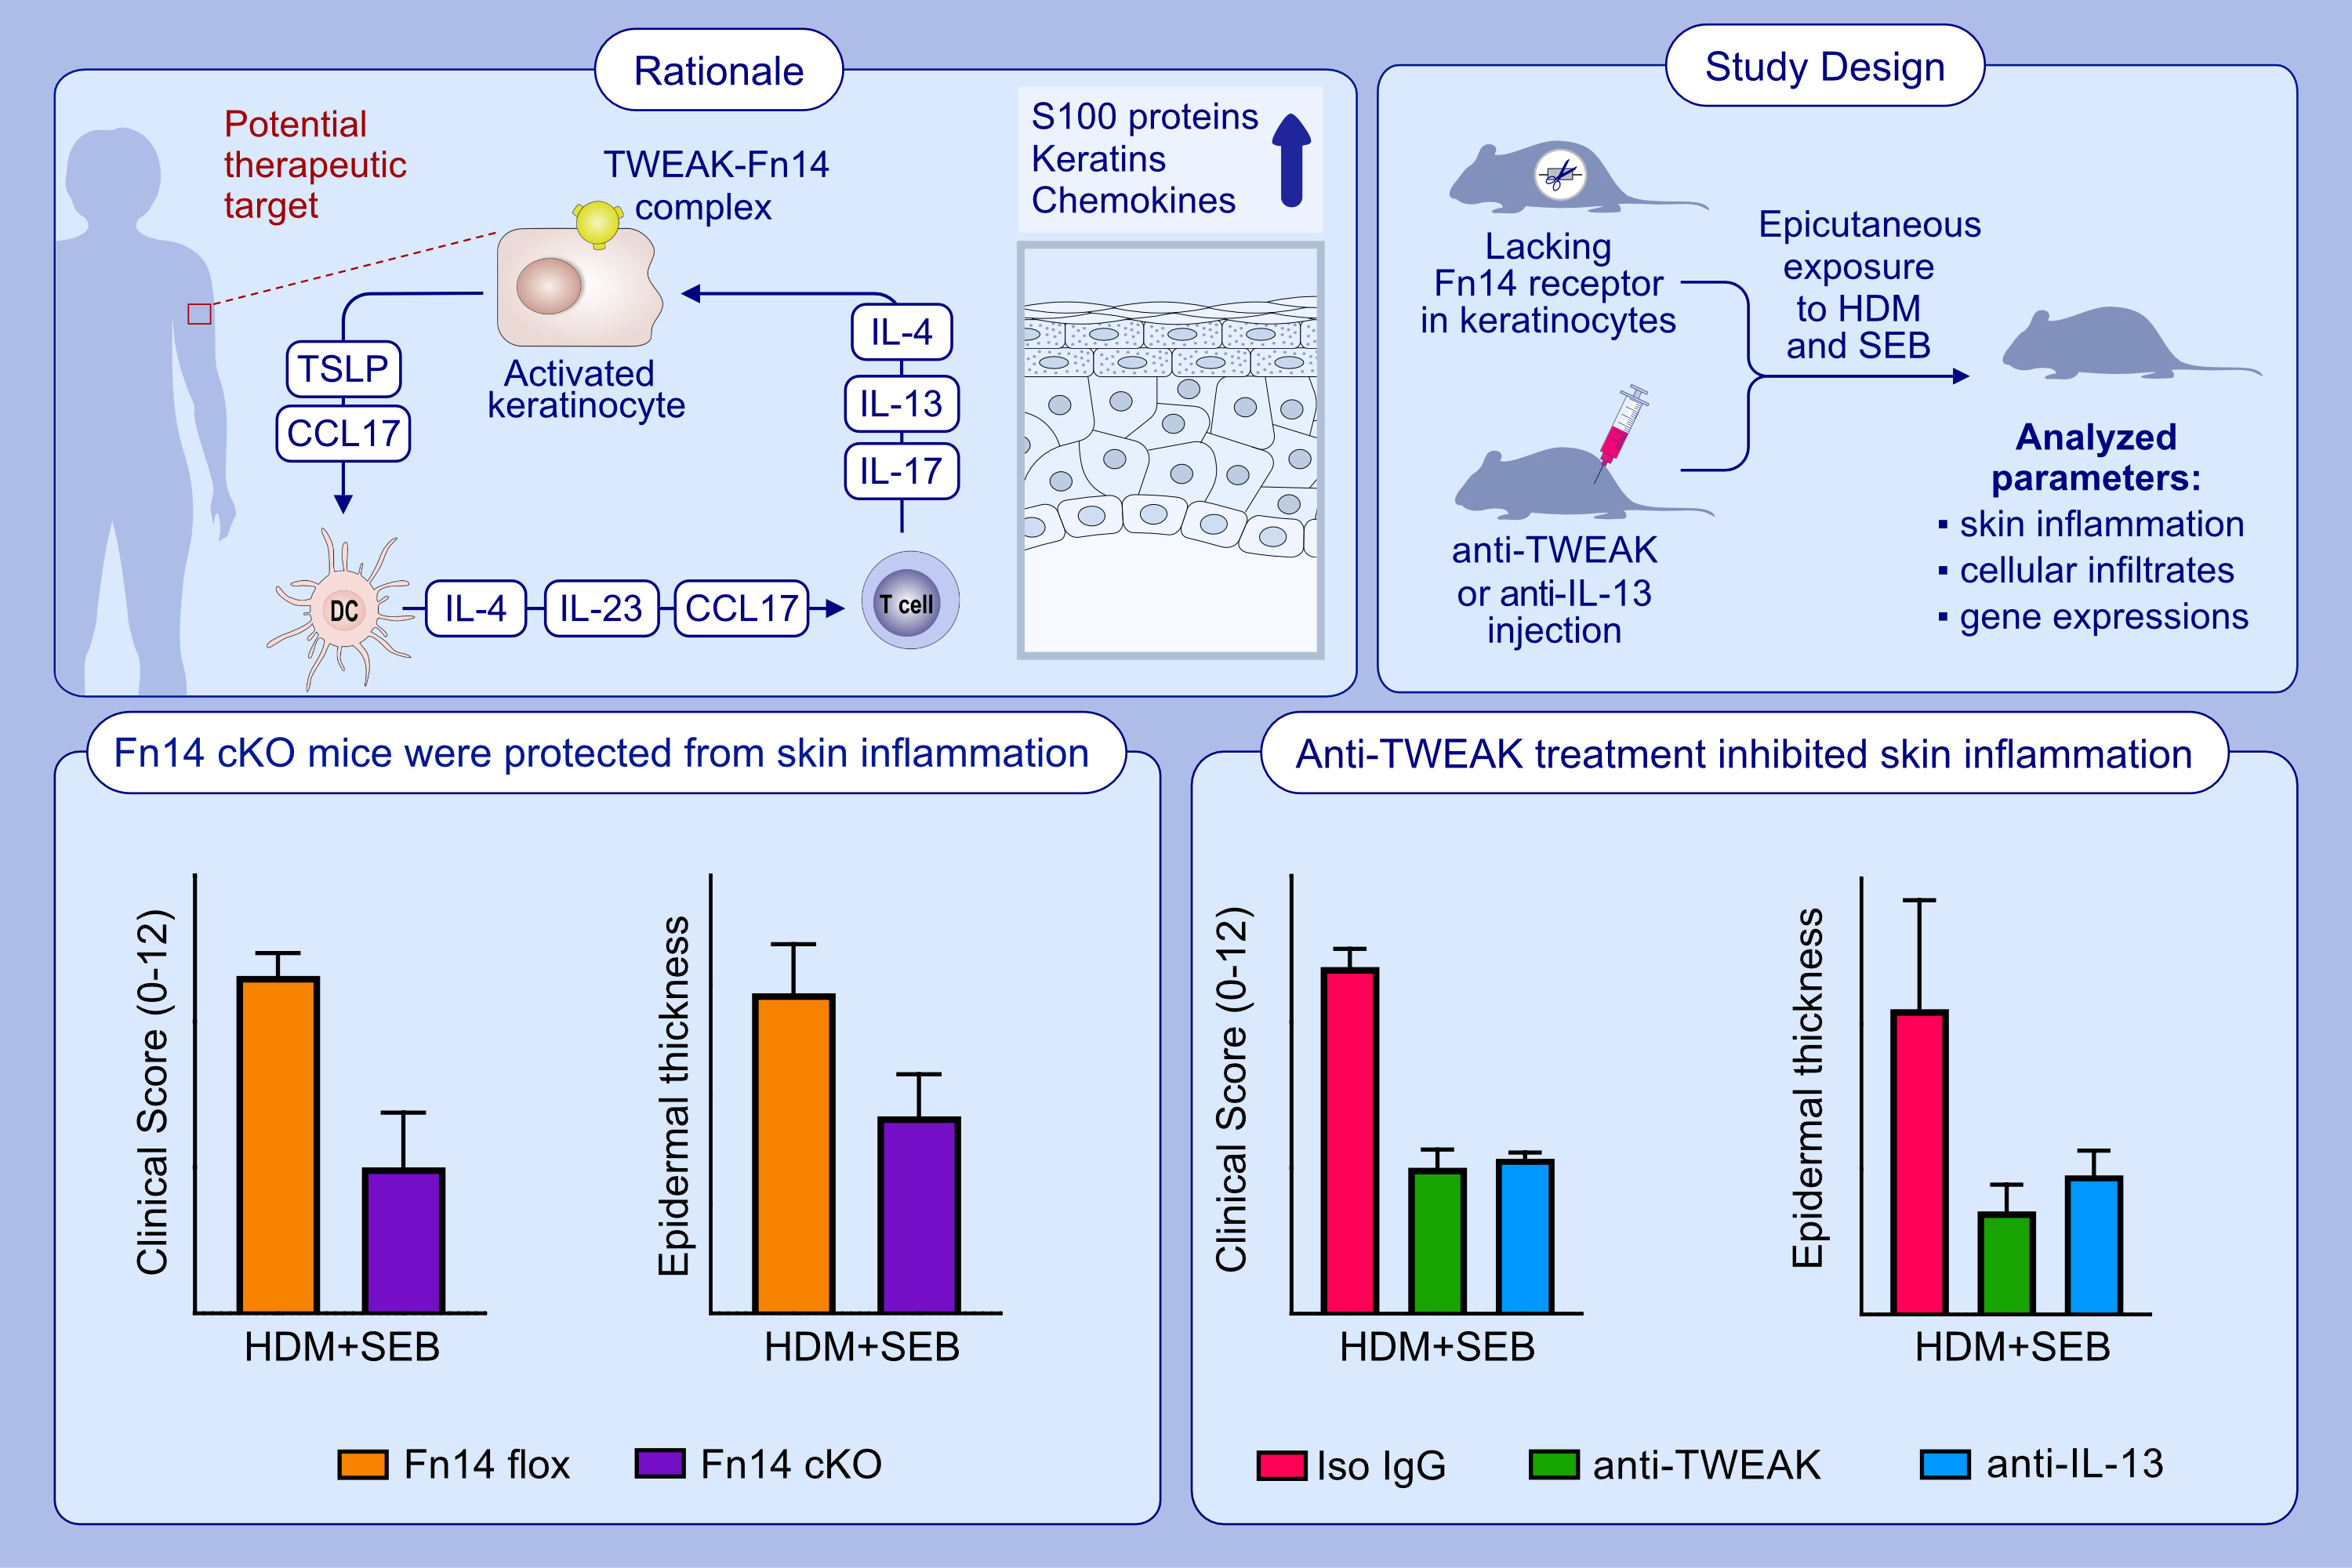 Rationale
Potential
therapeutic
target
TWEAK-Fn14
complex
S100 proteins
Keratins
Chemokines
Activated
keratinocyte
TSLP
CCL17
DC
IL-4
IL-23
CCL17
T cell
IL-4
IL-13
IL-17
Study Design
Lacking
Fn14 receptor
in keratinocytes
anti-TWEAK
or anti-IL-13
injection
Epicutaneous
exposure
to HDM
and SEB
Analyzed
parameters:
▪ skin inflammation
▪ cellular infiltrates
▪ gene expressions
Fn14 cKO mice were protected from skin inflammation
Clinical Score (0-12)
HDM+SEB
Epidermal thickness
HDM+SEB
Fn14 flox
Fn14 cKO
Anti-TWEAK treatment inhibited skin inflammation
Clinical Score (0-12)
HDM+SEB
Epidermal thickness
HDM+SEB
Iso IgG
anti-TWEAK
anti-IL-13